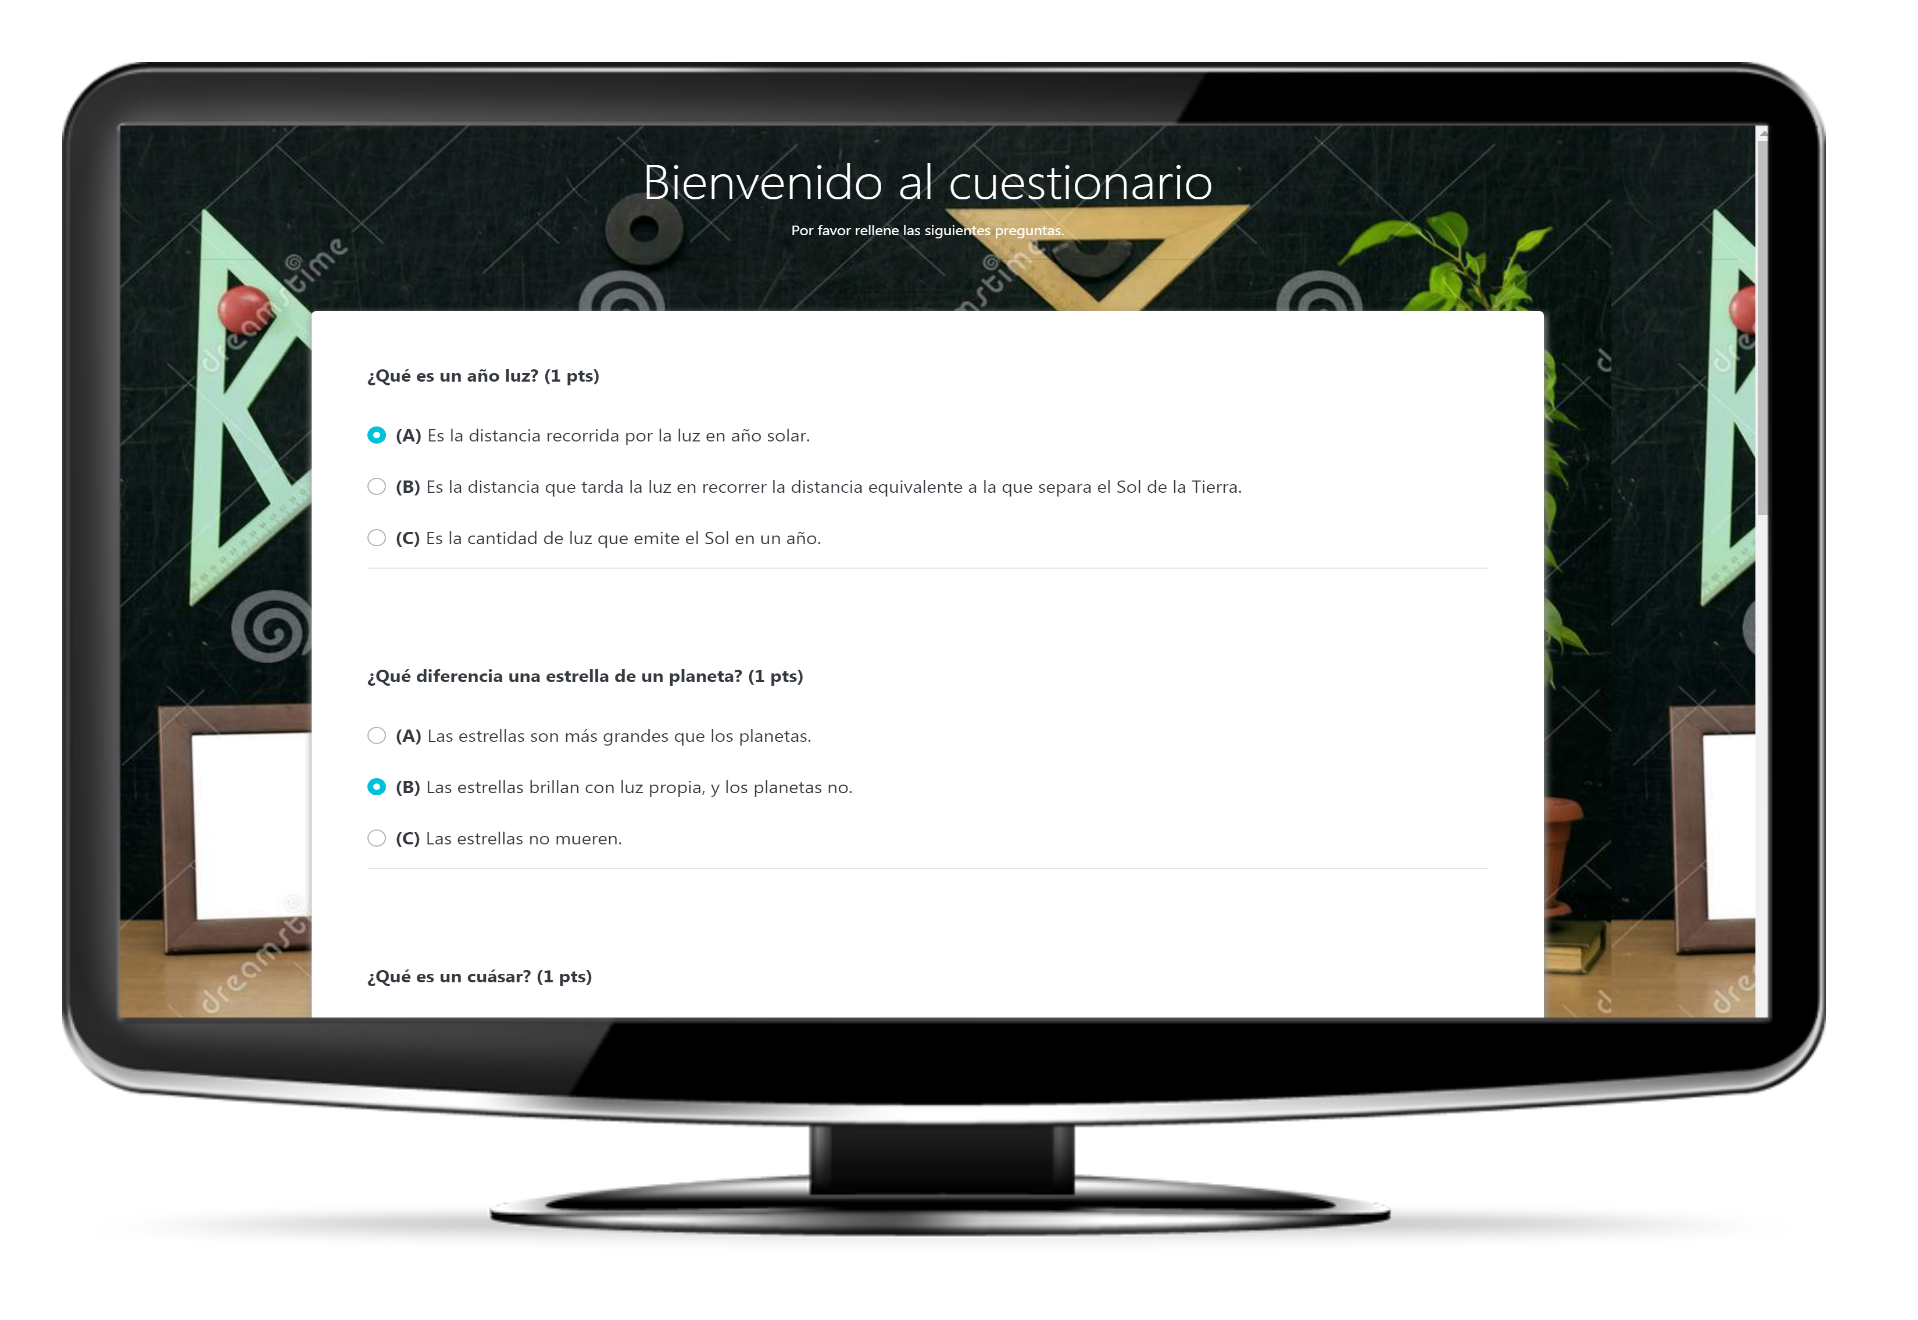 Bienvenido al cuestionario
Por favor rellene las siguientes preguntas.
dreamstime
¿Qué es un año luz? (1 pts)
(A) Es la distancia recorrida por la luz en año solar.
(B) Es la distancia que tarda la luz en recorrer la distancia equivalente a la que separa el Sol de la Tierra.
(C) Es la cantidad de luz que emite el Sol en un año.
¿Qué diferencia una estrella de un planeta? (1 pts)
(A) Las estrellas son más grandes que los planetas.
(B) Las estrellas brillan con luz propia, y los planetas no.
(C) Las estrellas no mueren.
¿Qué es un cuásar? (1 pts)